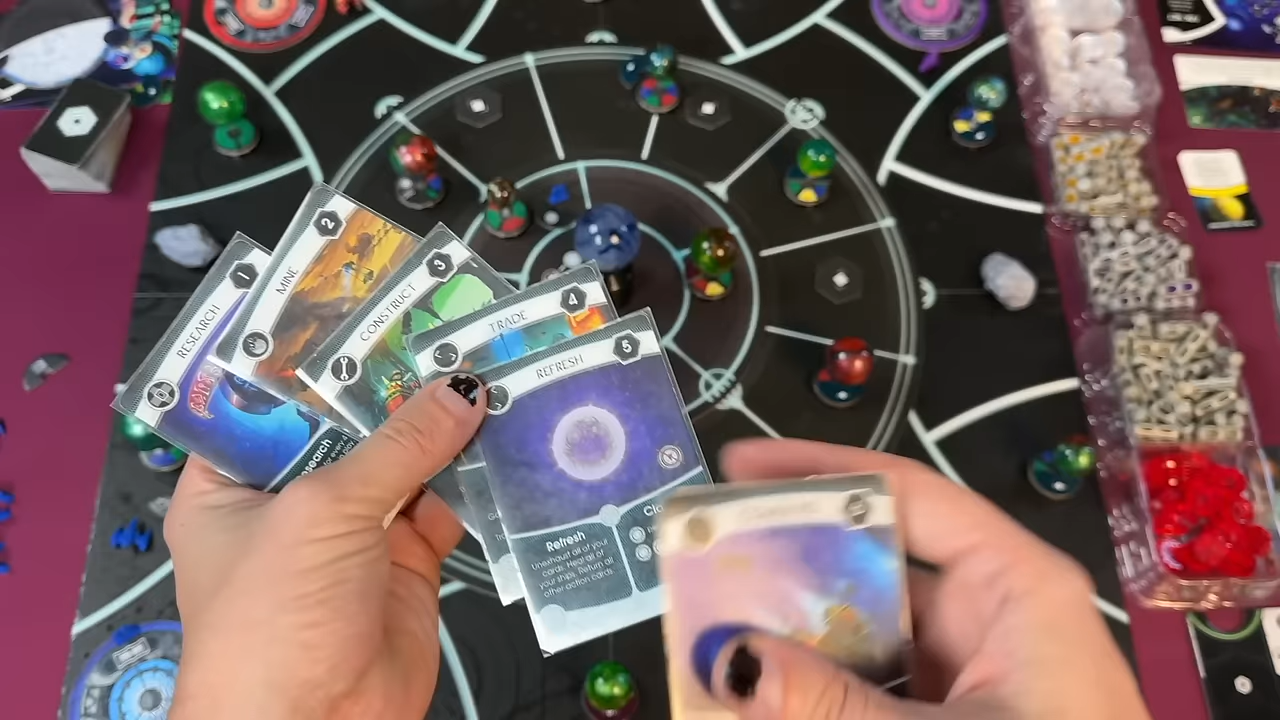 1
RESEARCH
2
MINE
3
CONSTRUCT
4
TRADE
5
REFRESH
Refresh
Unexhaust all of your
cards. Heal all of
your ships. Return all
other action cards.